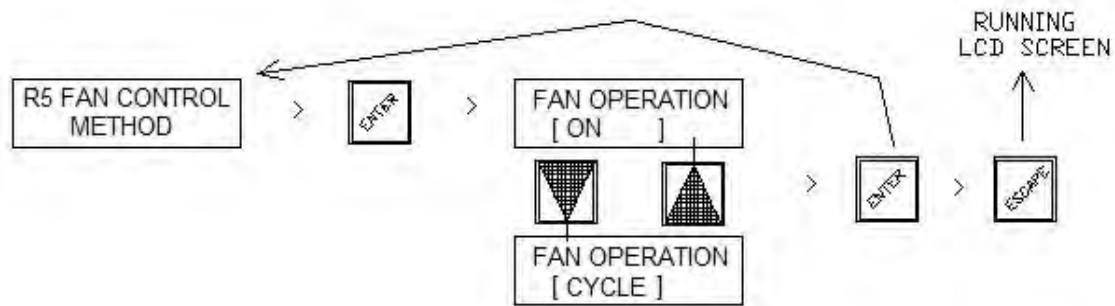 RUNNING
LCD SCREEN
R5 FAN CONTROL
METHOD
>
ENTER
>
FAN OPERATION
[ ON ]
>
ENTER
>
ESCAPE
FAN OPERATION
[ CYCLE ]